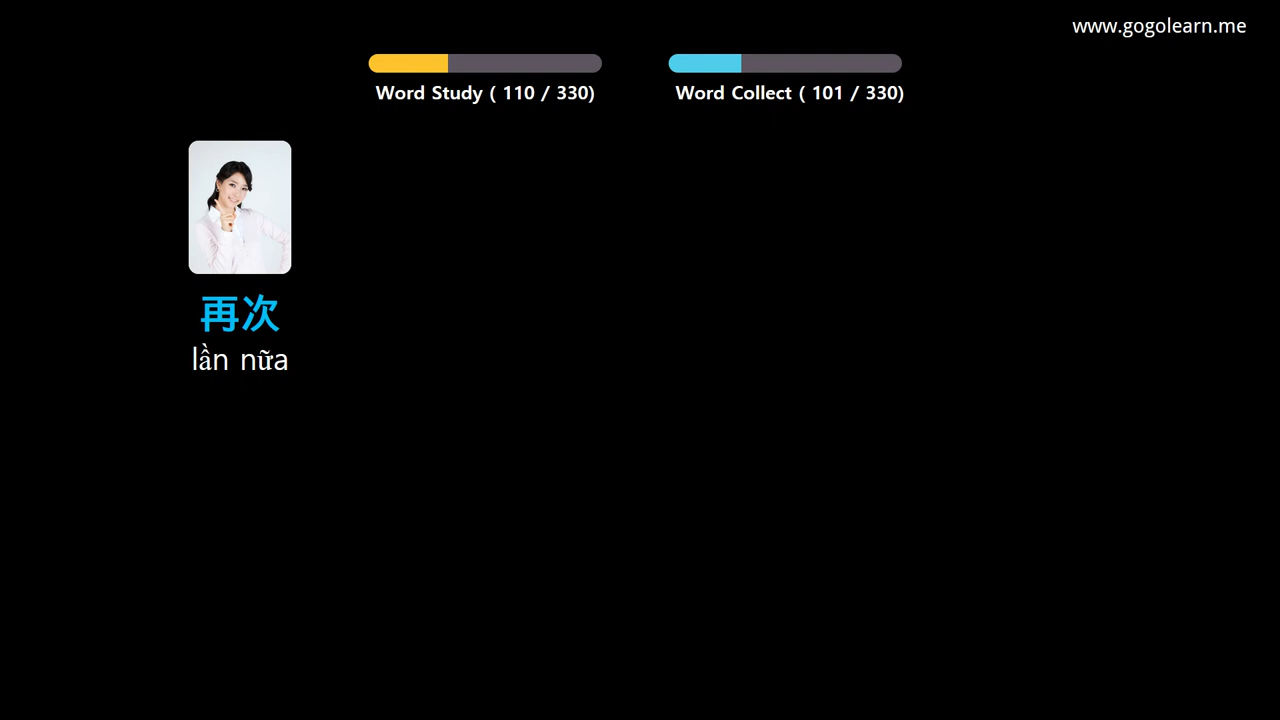 www.gogolearn.me
Word Study ( 110 / 330)
Word Collect ( 101 / 330)
再次
lần nữa